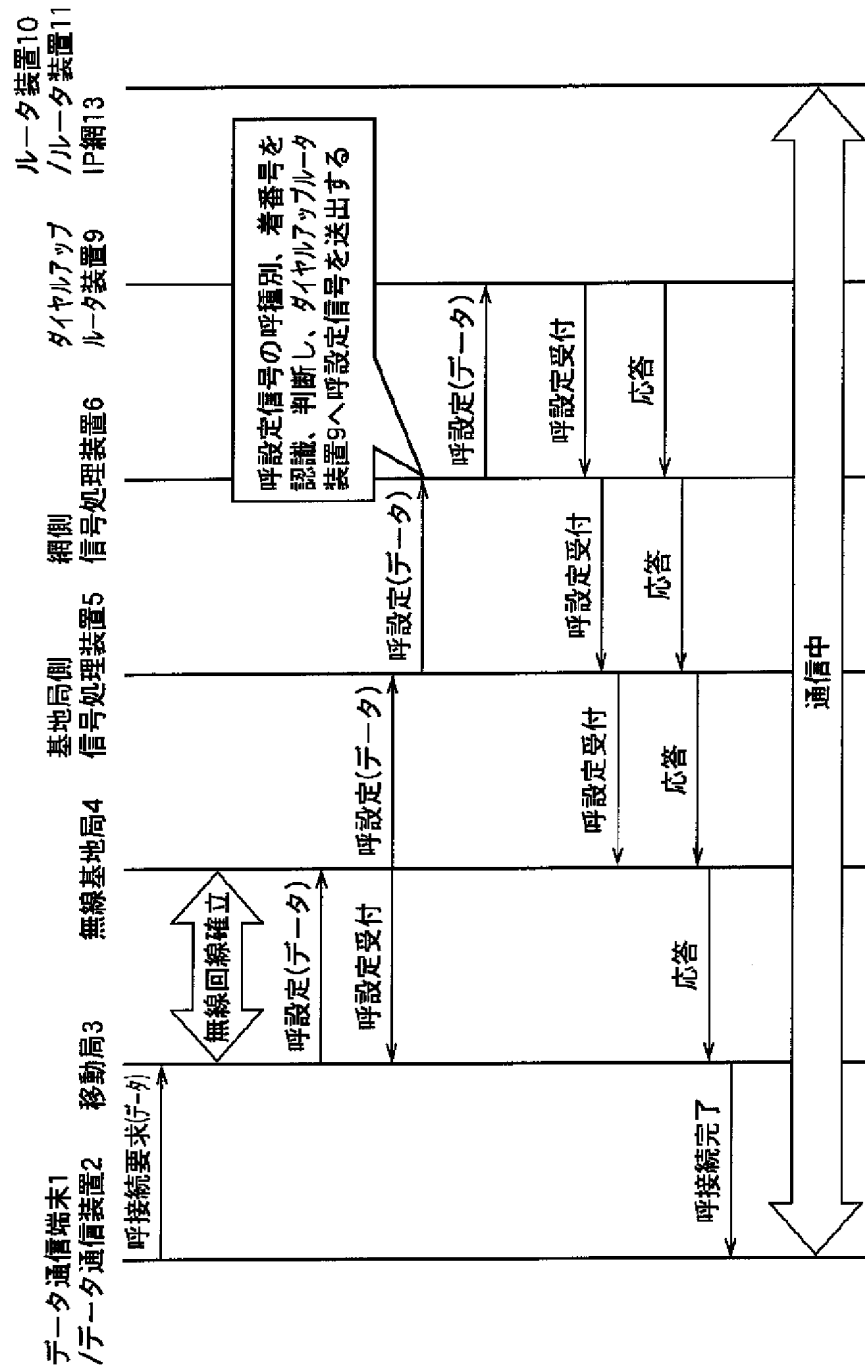 データ通信端末1
/データ通信装置2
移動局3
無線基地局4
基地局側
信号処理装置5
網側
信号処理装置6
ダイヤルアップ
ルータ装置9
ルータ装置10
/ルータ装置11
IP網13
呼接続要求(データ)
無線回線確立
呼設定(データ)
呼設定受付
呼設定(データ)
呼設定(データ)
呼設定信号の呼種別、着番号を
認識、判断し、ダイヤルアップルータ
装置9へ呼設定信号を送出する
呼設定(データ)
呼設定受付
呼設定受付
呼設定受付
応答
応答
応答
応答
呼接続完了
通信中